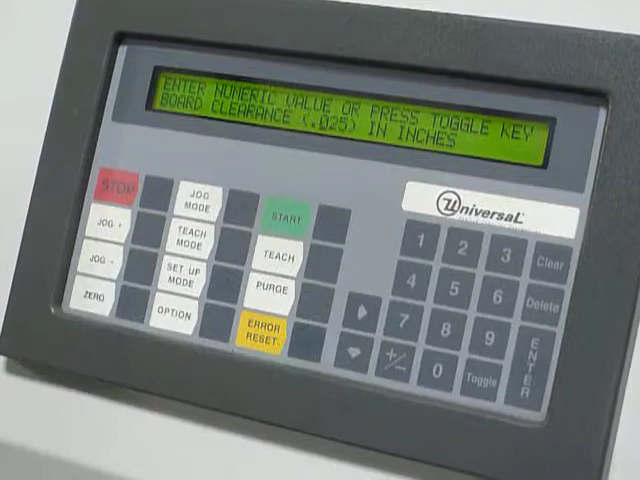 ENTER NUMERIC VALUE OR PRESS TOGGLE KEY
BOARD CLEARANCE (.025) IN INCHES
Universal
STOP
JOG MODE
START
JOG +
TEACH MODE
TEACH
JOG -
SET UP MODE
PURGE
ZERO
OPTION
ERROR RESET
1 2 3 Clear
4 5 6 Delete
7 8 9 ENTER
+/- 0 Toggle